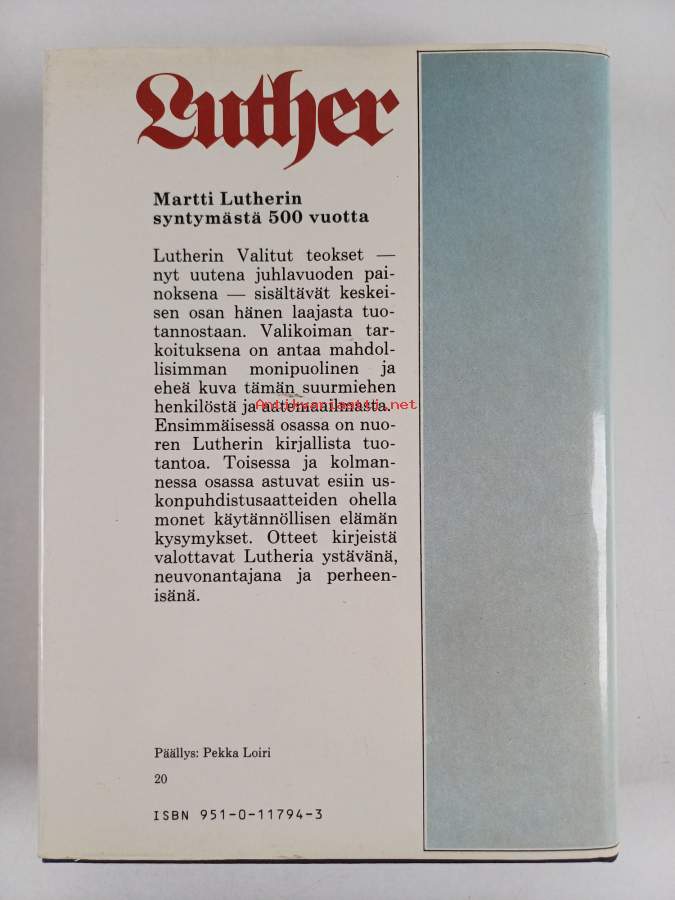 Luther
Martti Lutherin
syntymästä 500 vuotta
Lutherin Valitut teokset —
nyt uutena juhlavuoden pai-
noksena — sisältävät keskei-
sen osan hänen laajasta tuo-
tannostaan. Valikoiman tar-
koituksena on antaa mahdol-
lisimman monipuolinen ja
eheä kuva tämän suurmiehen
henkilöstä ja aatemaailmasta.
Antikvariaatti.net
Ensimmäisessä osassa on nuo-
ren Lutherin kirjallista tuo-
tantoa. Toisessa ja kolman-
nessa osassa astuvat esiin us-
konpuhdistusaatteiden ohella
monet käytännöllisen elämän
kysymykset. Otteet kirjeistä
valottavat Lutheria ystävänä,
neuvonantajana ja perheen-
isänä.
Päällys: Pekka Loiri
20
ISBN 951-0-11794-3